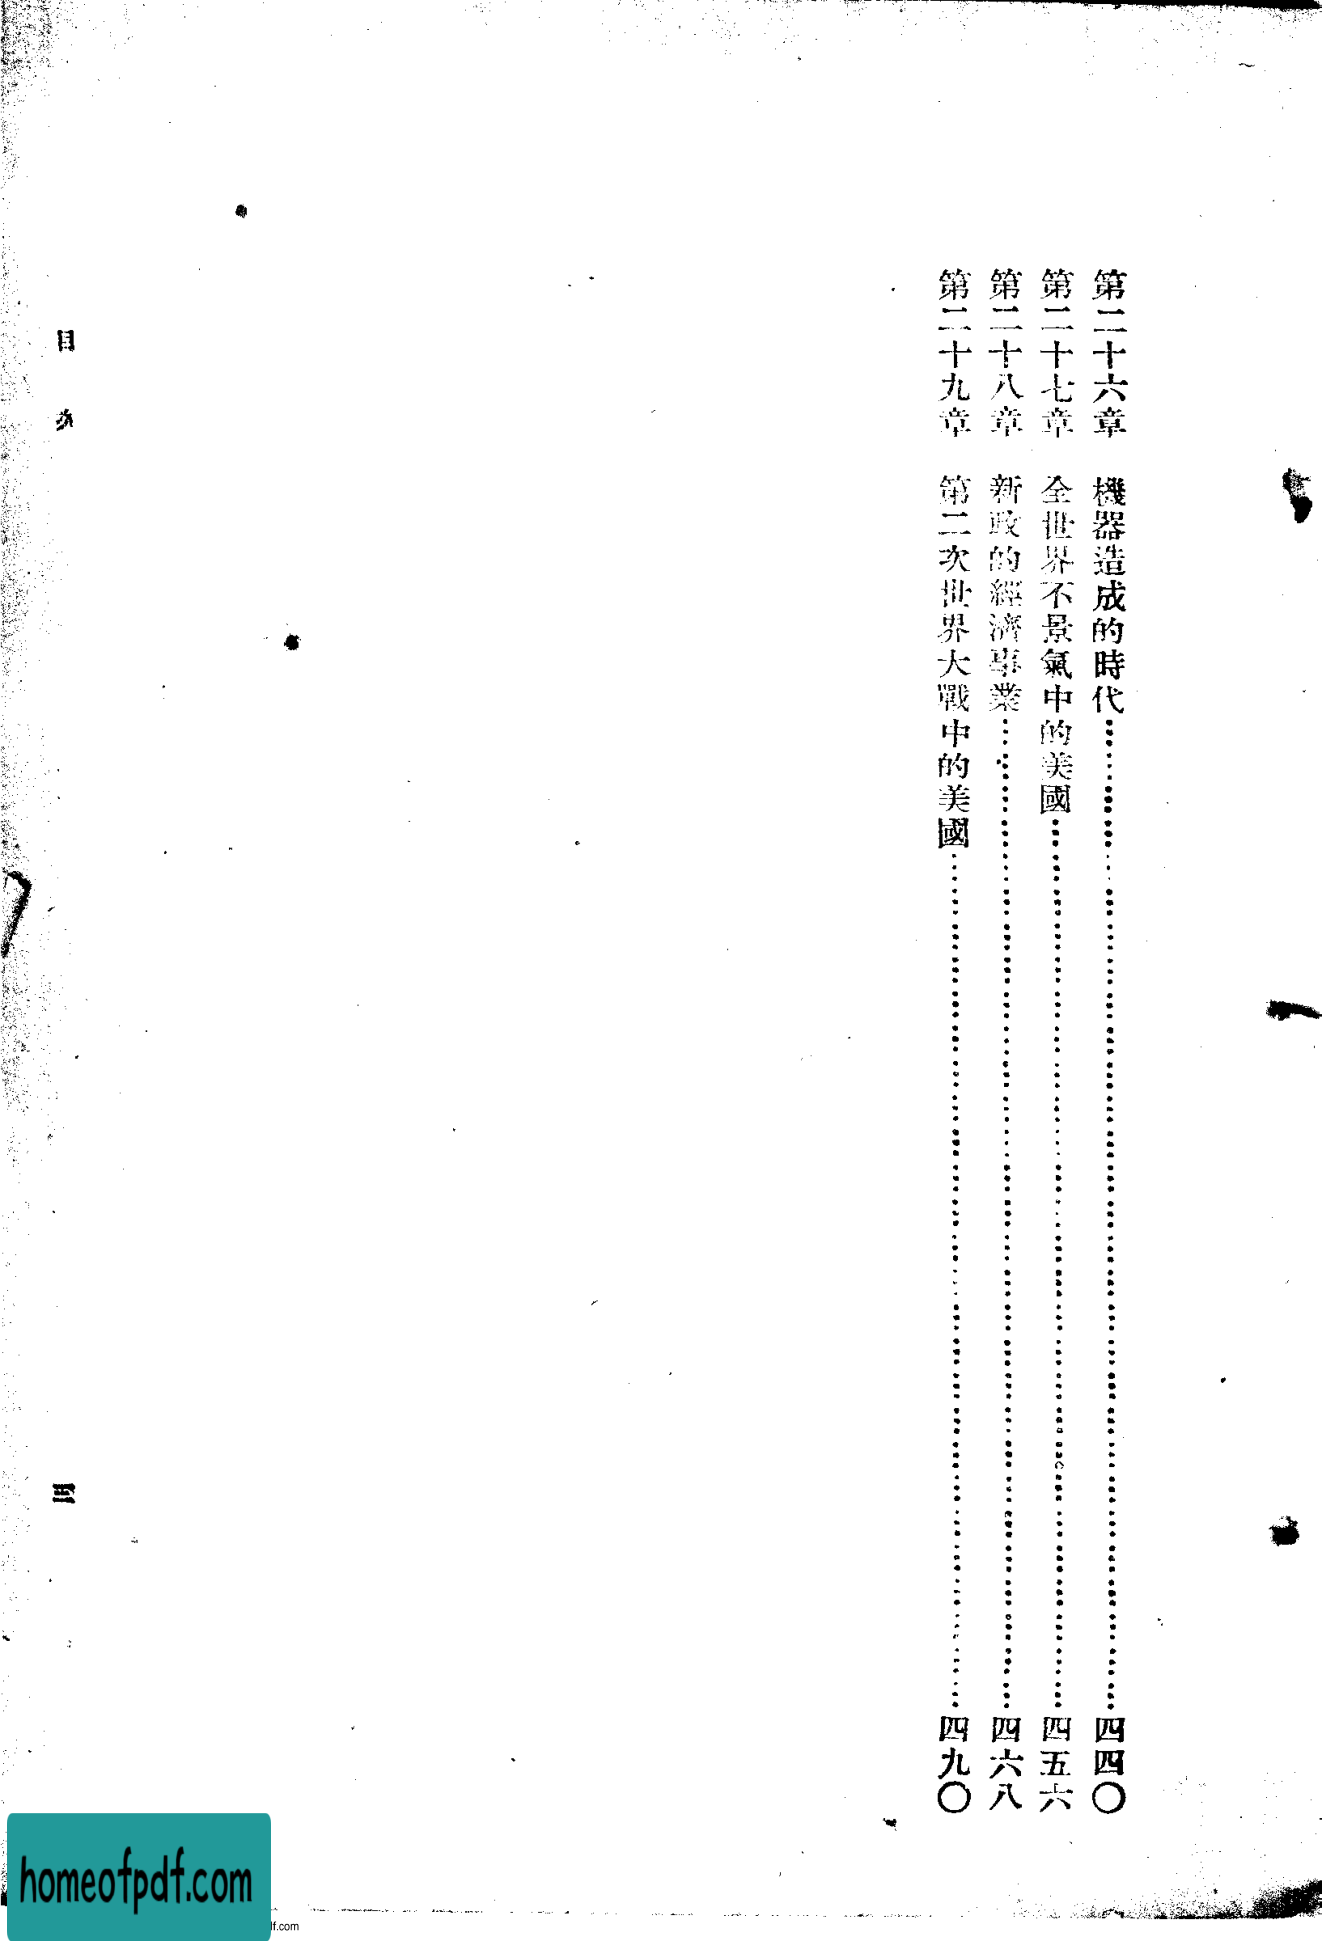 第二十六章　機器造成的時代……四四〇
第二十七章　全世界不景氣中的美國……四五六
第二十八章　新政的經濟事業……四六八
第二十九章　第二次世界大戰中的美國……四九〇
目次
三
homeofpdf.com